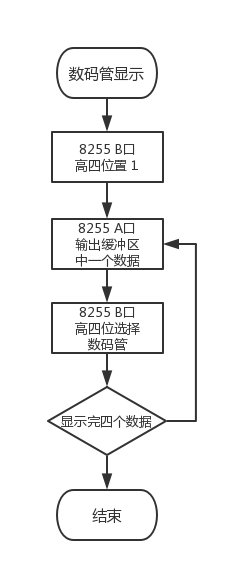 数码管显示
8255 B口
高四位置 1
8255 A口
输出缓冲区
中一个数据
8255 B口
高四位选择
数码管
显示完四个数据
结束